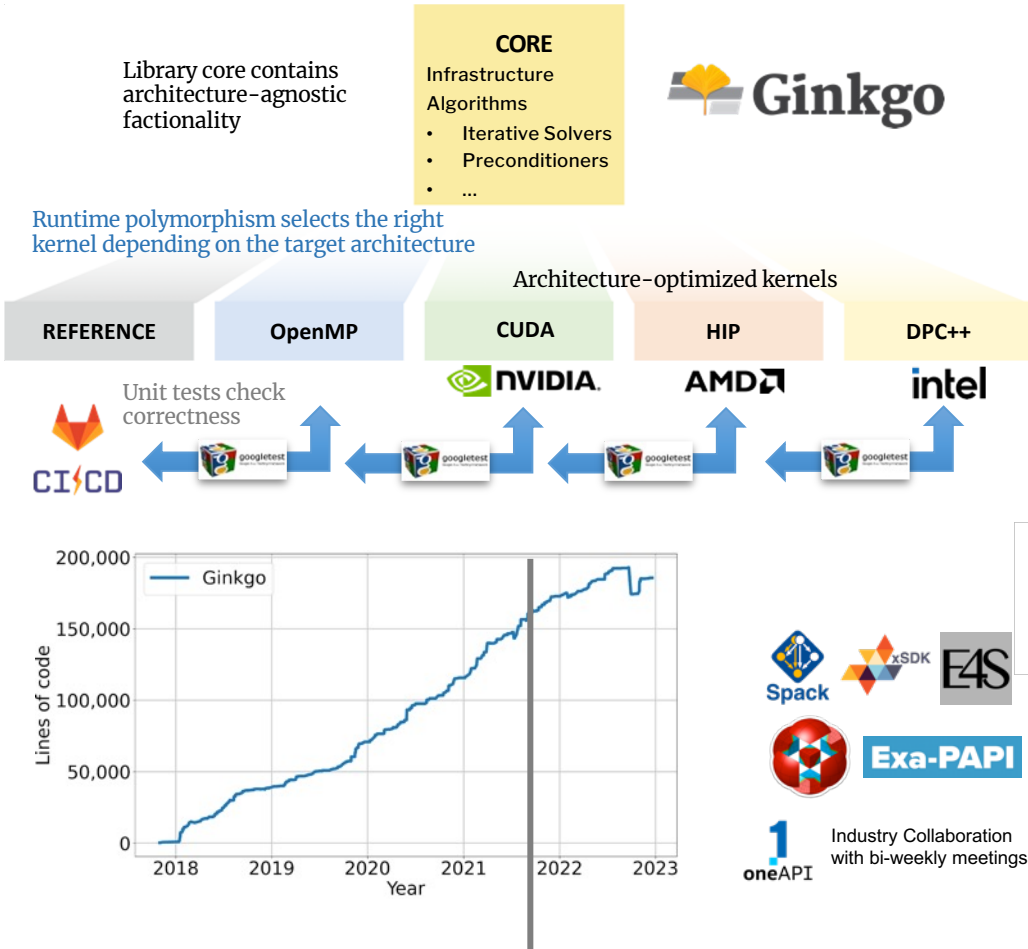 CORE
Infrastructure
Algorithms
• Iterative Solvers
• Preconditioners
• ...
Library core contains
architecture-agnostic
factionality
Ginkgo
Runtime polymorphism selects the right
kernel depending on the target architecture
Architecture-optimized kernels
REFERENCE
OpenMP
CUDA
HIP
DPC++
NVIDIA.
AMD
intel
Unit tests check
correctness
CI/CD
googletest
googletest
googletest
googletest
200,000
150,000
100,000
50,000
0
Lines of code
Ginkgo
2018
2019
2020
2021
2022
2023
Year
Spack
xSDK
E4S
Exa-PAPI
1
oneAPI
Industry Collaboration
with bi-weekly meetings